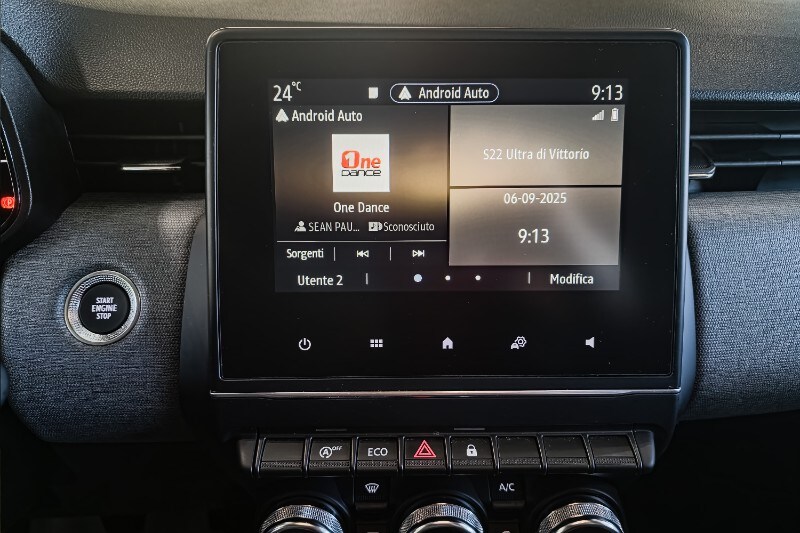 24°C
Android Auto
9:13
Android Auto
One
DANCE
One Dance
SEAN PAU...
Sconosciuto
Sorgenti
S22 Ultra di Vittorio
06-09-2025
9:13
Utente 2
Modifica
START
ENGINE
STOP
A OFF
ECO
A/C